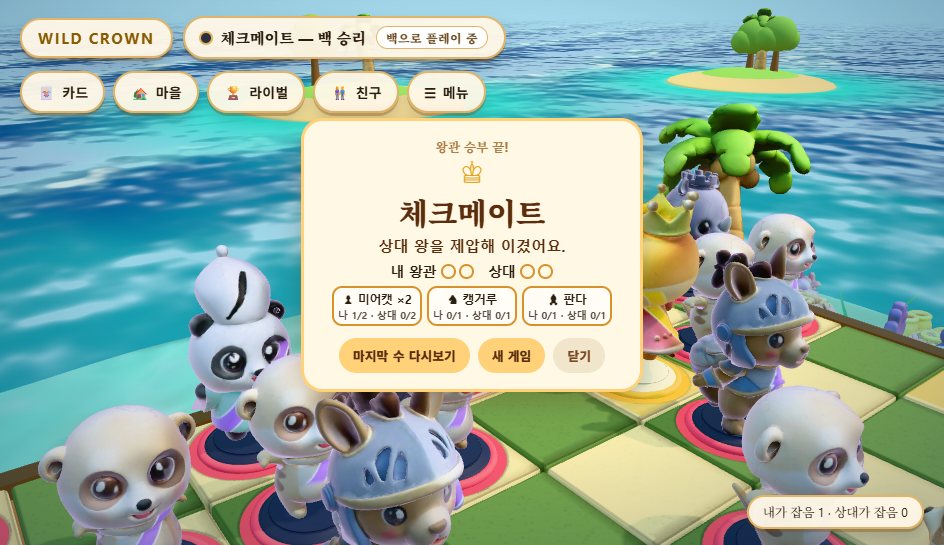 WILD CROWN
체크메이트 — 백 승리 백으로 플레이 중
카드 마을 라이벌 친구 ☰ 메뉴
왕관 승부 끝!
체크메이트
상대 왕을 제압해 이겼어요.
내 왕관 상대
♟ 미어캣 ×2 ♞ 캥거루 ♝ 판다
나 1/2 · 상대 0/2 나 0/1 · 상대 0/1 나 0/1 · 상대 0/1
마지막 수 다시보기 새 게임 닫기
내가 잡음 1 · 상대가 잡음 0